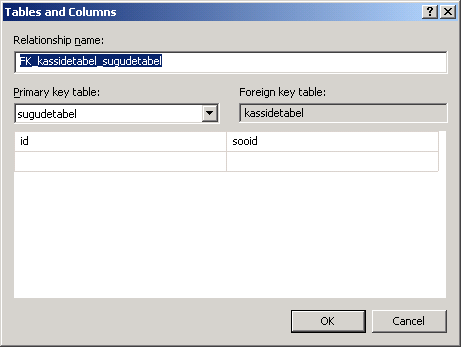 Tables and Columns
Relationship name:
FK_kassidetabel_sugudetabel
Primary key table:
Foreign key table:
sugudetabel
kassidetabel
id
sooid
OK
Cancel